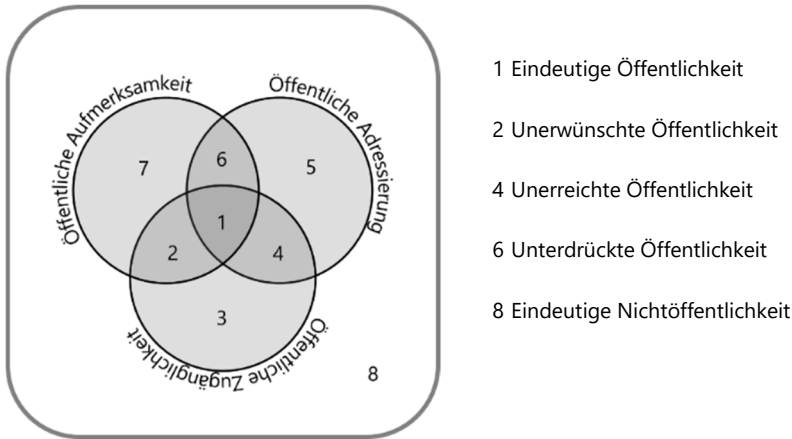 Öffentliche Aufmerksamkeit
Öffentliche Adressierung
7
6
5
1
2
4
3
Öffentliche Zugänglichkeit
8
1 Eindeutige Öffentlichkeit
2 Unerwünschte Öffentlichkeit
4 Unerreichte Öffentlichkeit
6 Unterdrückte Öffentlichkeit
8 Eindeutige Nichtöffentlichkeit